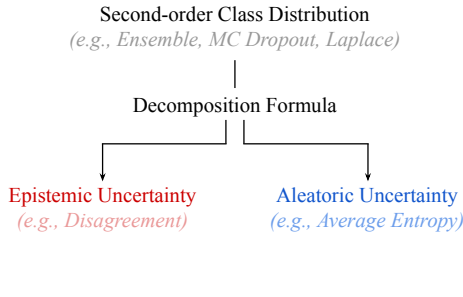 Second-order Class Distribution
(e.g., Ensemble, MC Dropout, Laplace)
Decomposition Formula
Epistemic Uncertainty
(e.g., Disagreement)
Aleatoric Uncertainty
(e.g., Average Entropy)